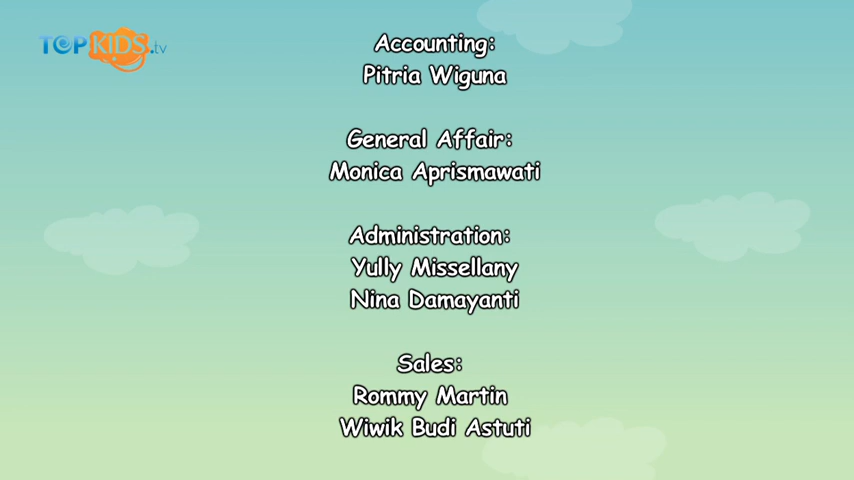 TOPKIDS.tv
Accounting:
Pitria Wiguna
General Affair:
Monica Aprismawati
Administration:
Yully Missellany
Nina Damayanti
Sales:
Rommy Martin
Wiwik Budi Astuti